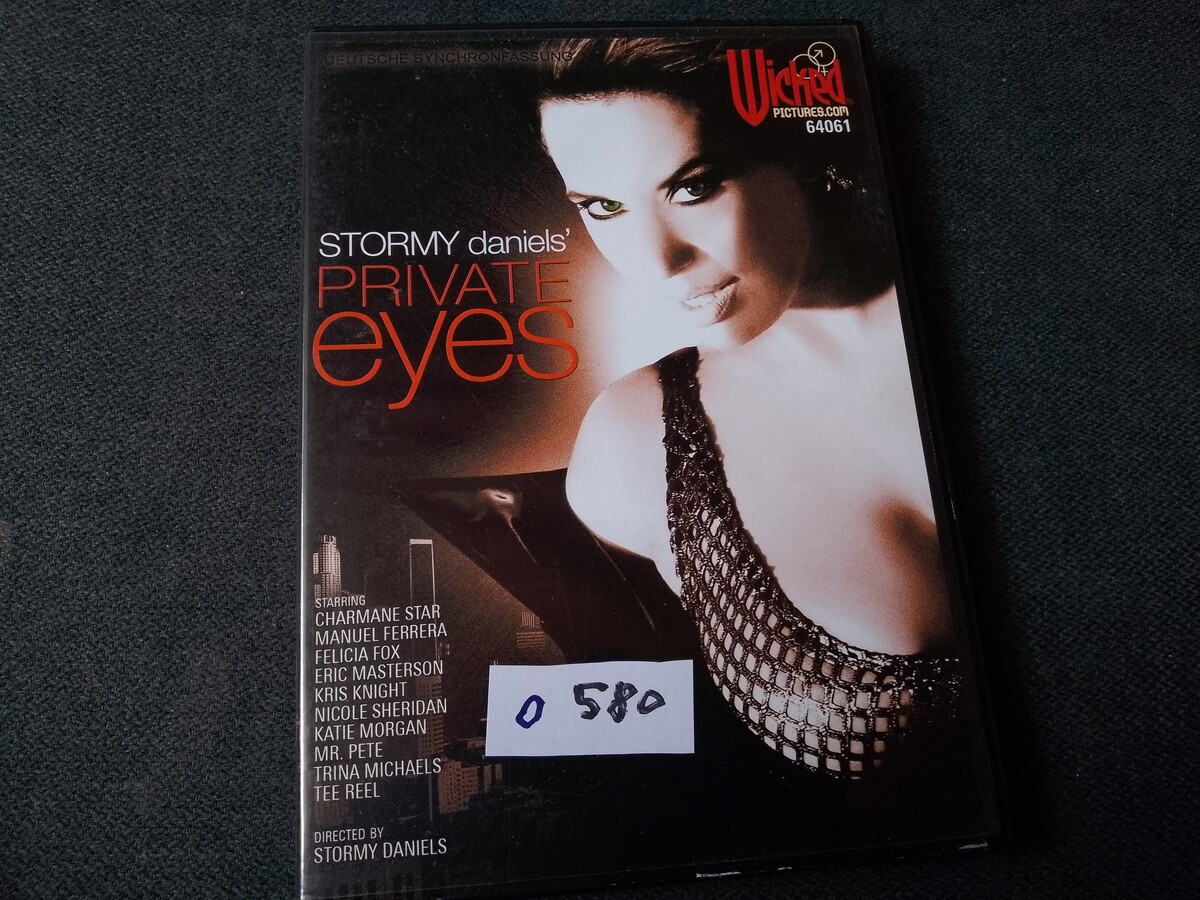 DEUTSCHE SYNCHRONFASSUNG
Wicked
PICTURES.COM
64061
STORMY daniels'
PRIVATE
eyes
STARRING
CHARMANE STAR
MANUEL FERRERA
FELICIA FOX
ERIC MASTERSON
KRIS KNIGHT
NICOLE SHERIDAN
KATIE MORGAN
MR. PETE
TRINA MICHAELS
TEE REEL
0 580
DIRECTED BY
STORMY DANIELS